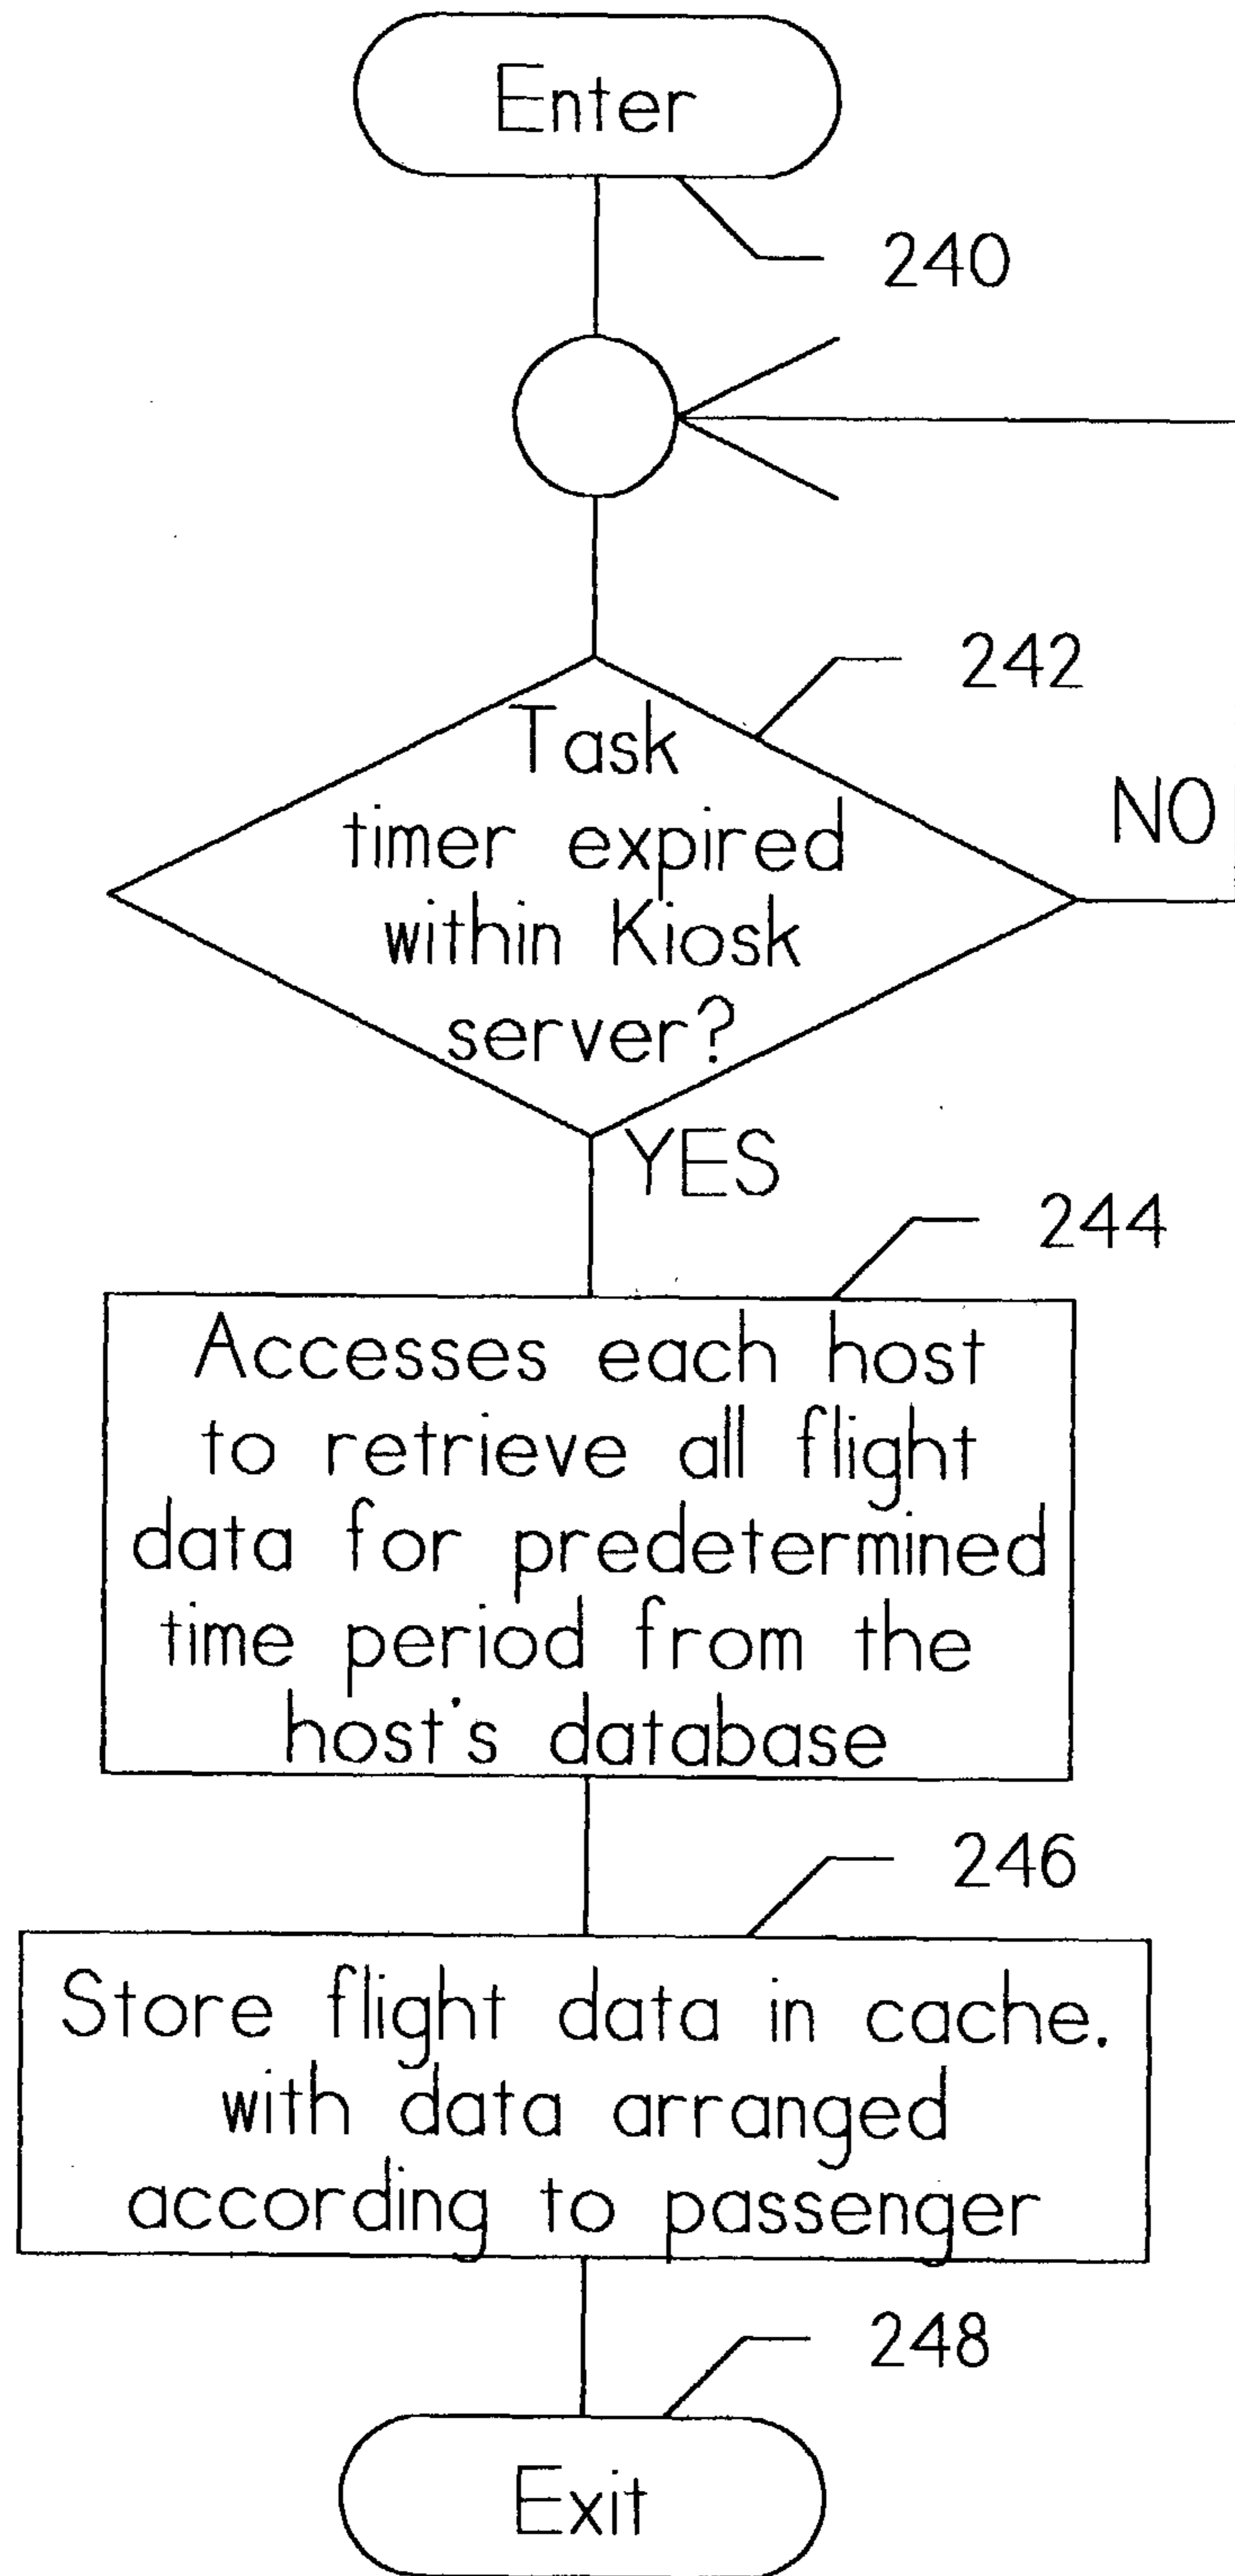 Enter
240
242
Task
timer expired
within Kiosk
server?
NO
YES
244
Accesses each host
to retrieve all flight
data for predetermined
time period from the
host's database
246
Store flight data in cache.
with data arranged
according to passenger
248
Exit